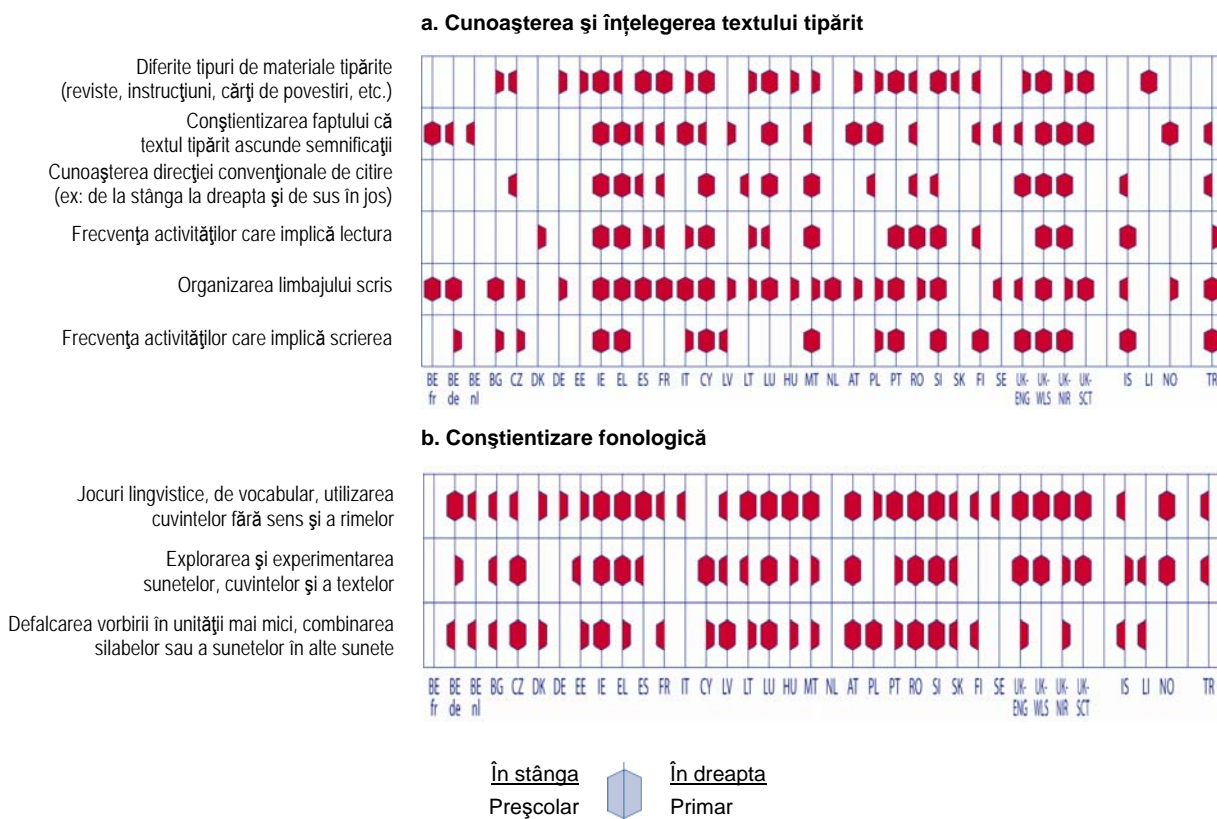 a. Cunoaşterea şi înțelegerea textului tipărit
Diferite tipuri de materiale tipărite
(reviste, instrucţiuni, cărţi de povestiri, etc.)
Conştientizarea faptului că
textul tipărit ascunde semnificaţii
Cunoaşterea direcţiei convenţionale de citire
(ex: de la stânga la dreapta şi de sus în jos)
Frecvenţa activităţilor care implică lectura
Organizarea limbajului scris
Frecvenţa activităţilor care implică scrierea
BE BE BE BG CZ DK DE EE IE EL ES FR IT CY LV LT LU HU MT NL AT PL PT RO SI SK FI SE UK- UK- UK- UK- IS LI NO TR
fr de nl ENG WLS NIR SCT
b. Conştientizare fonologică
Jocuri lingvistice, de vocabular, utilizarea
cuvintelor fără sens şi a rimelor
Explorarea şi experimentarea
sunetelor, cuvintelor şi a textelor
Defalcarea vorbirii în unităţii mai mici, combinarea
silabelor sau a sunetelor în alte sunete
BE BE BE BG CZ DK DE EE IE EL ES FR IT CY LV LT LU HU MT NL AT PL PT RO SI SK FI SE UK- UK- UK- UK- IS LI NO TR
fr de nl ENG WLS NIR SCT
În stânga În dreapta
Preşcolar Primar